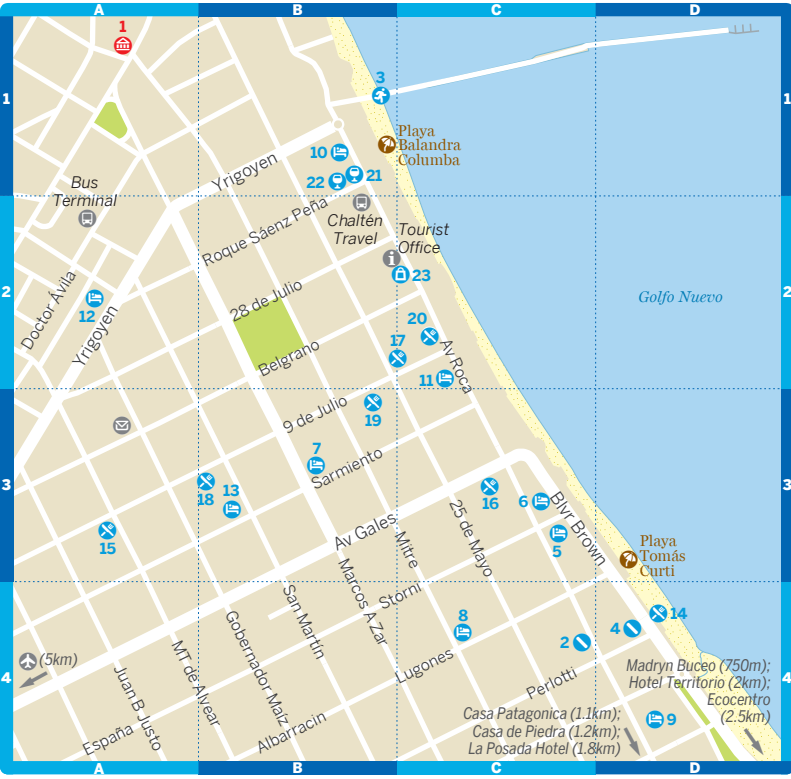 A
B
C
D
1
1
1
3
Playa
Balandra
Columba
10
Yrigoyen
22
21
Bus
Terminal
Roque Sáenz Peña
Chaltén
Travel
Tourist
Office
23
2
2
Doctor Ávila
12
Yrigoyen
28 de Julio
Golfo Nuevo
20
17
Av Roca
Belgrano
11
9 de Julio
19
7
Sarmiento
3
3
18
13
15
16
6
5
Blvr Brown
25 de Mayo
Av Gales
Mitre
Playa
Tomás
Curti
Marcos A Zar
Storni
San Martín
Gobernador Maiz
MT de Alvear
Juan B Justo
8
2
4
14
(5km)
4
4
Lugones
Perlotti
España
Albarracin
9
Madryn Buceo (750m);
Hotel Territorio (2km);
Ecocentro
(2.5km)
Casa Patagonica (1.1km);
Casa de Piedra (1.2km);
La Posada Hotel (1.8km)
A
B
C
D